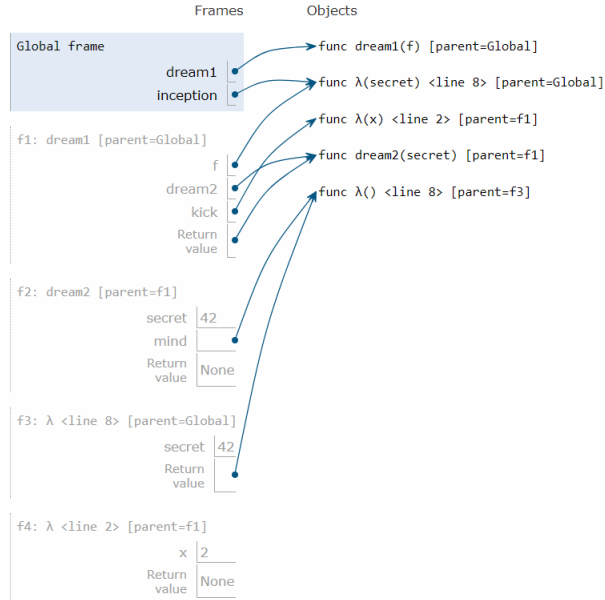 Frames Objects
Global frame
dream1
inception
func dream1(f) [parent=Global]
func λ(secret) <line 8> [parent=Global]
func λ(x) <line 2> [parent=f1]
func dream2(secret) [parent=f1]
func λ() <line 8> [parent=f3]
f1: dream1 [parent=Global]
f
dream2
kick
Return
value
f2: dream2 [parent=f1]
secret 42
mind
Return
value None
f3: λ <line 8> [parent=Global]
secret 42
Return
value
f4: λ <line 2> [parent=f1]
x 2
Return
value None